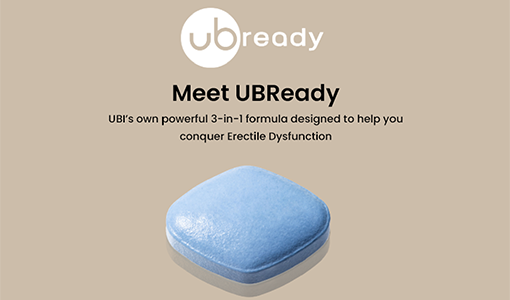 ubready
Meet UBReady
UBI's own powerful 3-in-1 formula designed to help you
conquer Erectile Dysfunction